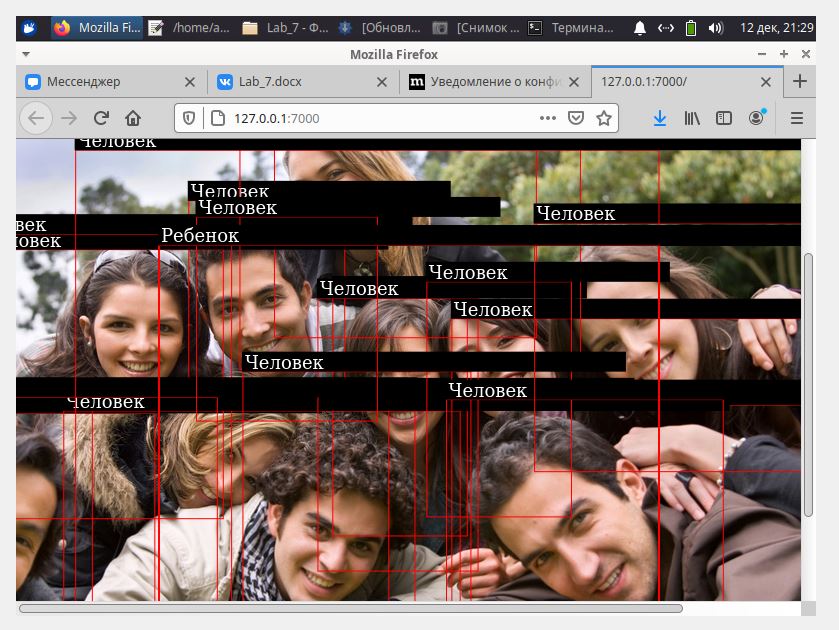 Mozilla Fi...
/home/a...
Lab_7 - Ф...
[Обновл...
[Снимок ...
Термина...
12 дек, 21:29
Mozilla Firefox
Мессенджер
Lab_7.docx
Уведомление о конфи
127.0.0.1:7000/
127.0.0.1:7000
Человек
Человек
Человек
Человек
век
ловек
Ребенок
Человек
Человек
Человек
Человек
Человек
Человек